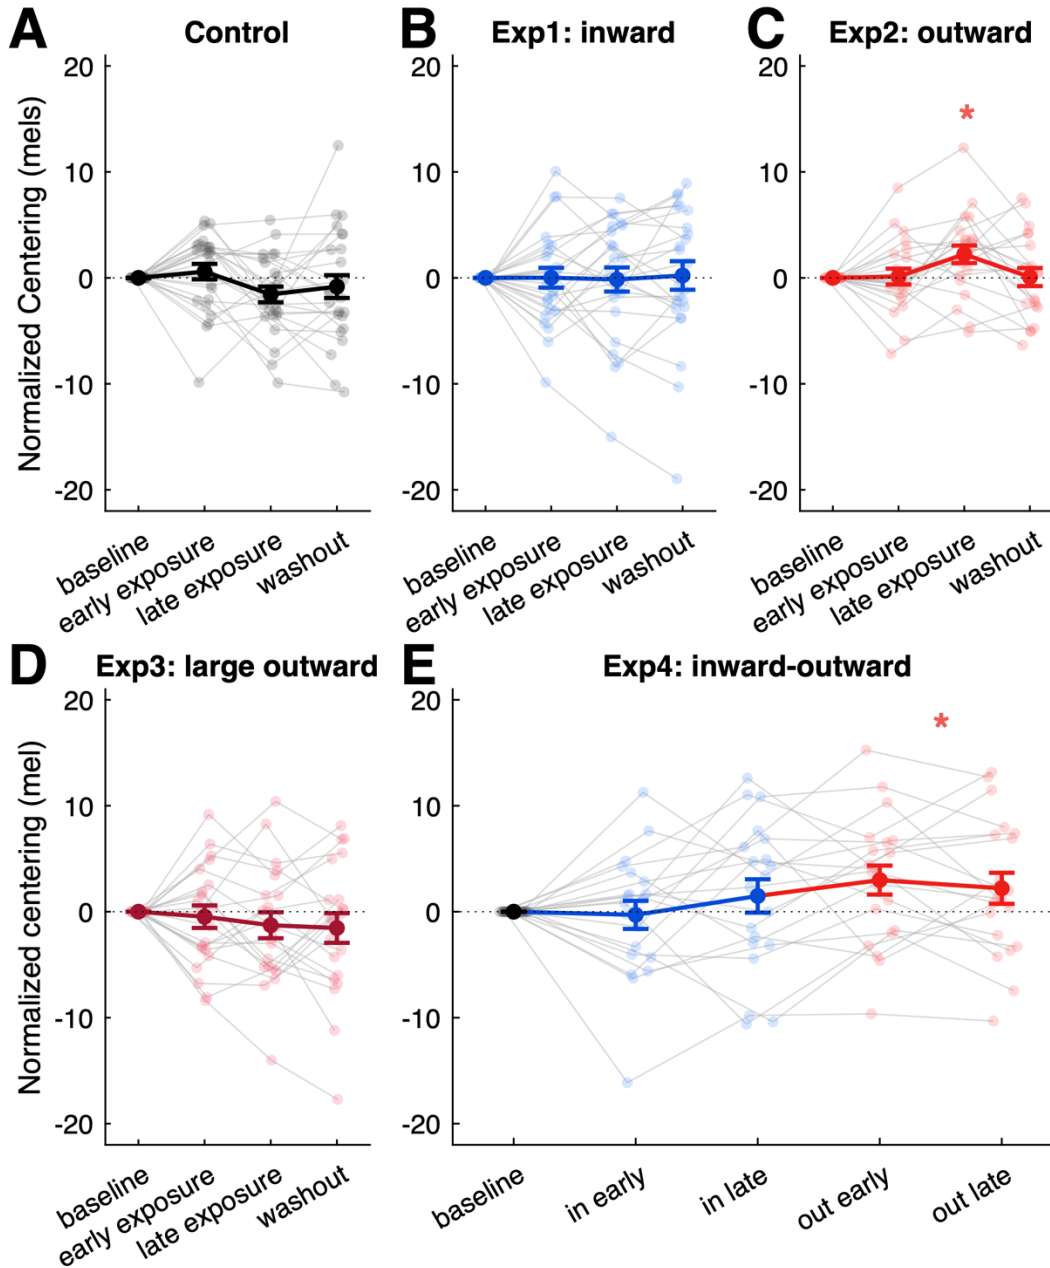 A Control
B Exp1: inward
C Exp2: outward
Normalized Centering (mels)
20
10
0
-10
-20
baseline
early exposure
late exposure
washout
20
10
0
-10
-20
baseline
early exposure
late exposure
washout
20
10
0
-10
-20
*
baseline
early exposure
late exposure
washout
D Exp3: large outward
E Exp4: inward-outward
Normalized centering (mel)
20
10
0
-10
-20
baseline
early exposure
late exposure
washout
20
10
0
-10
-20
*
baseline
in early
in late
out early
out late